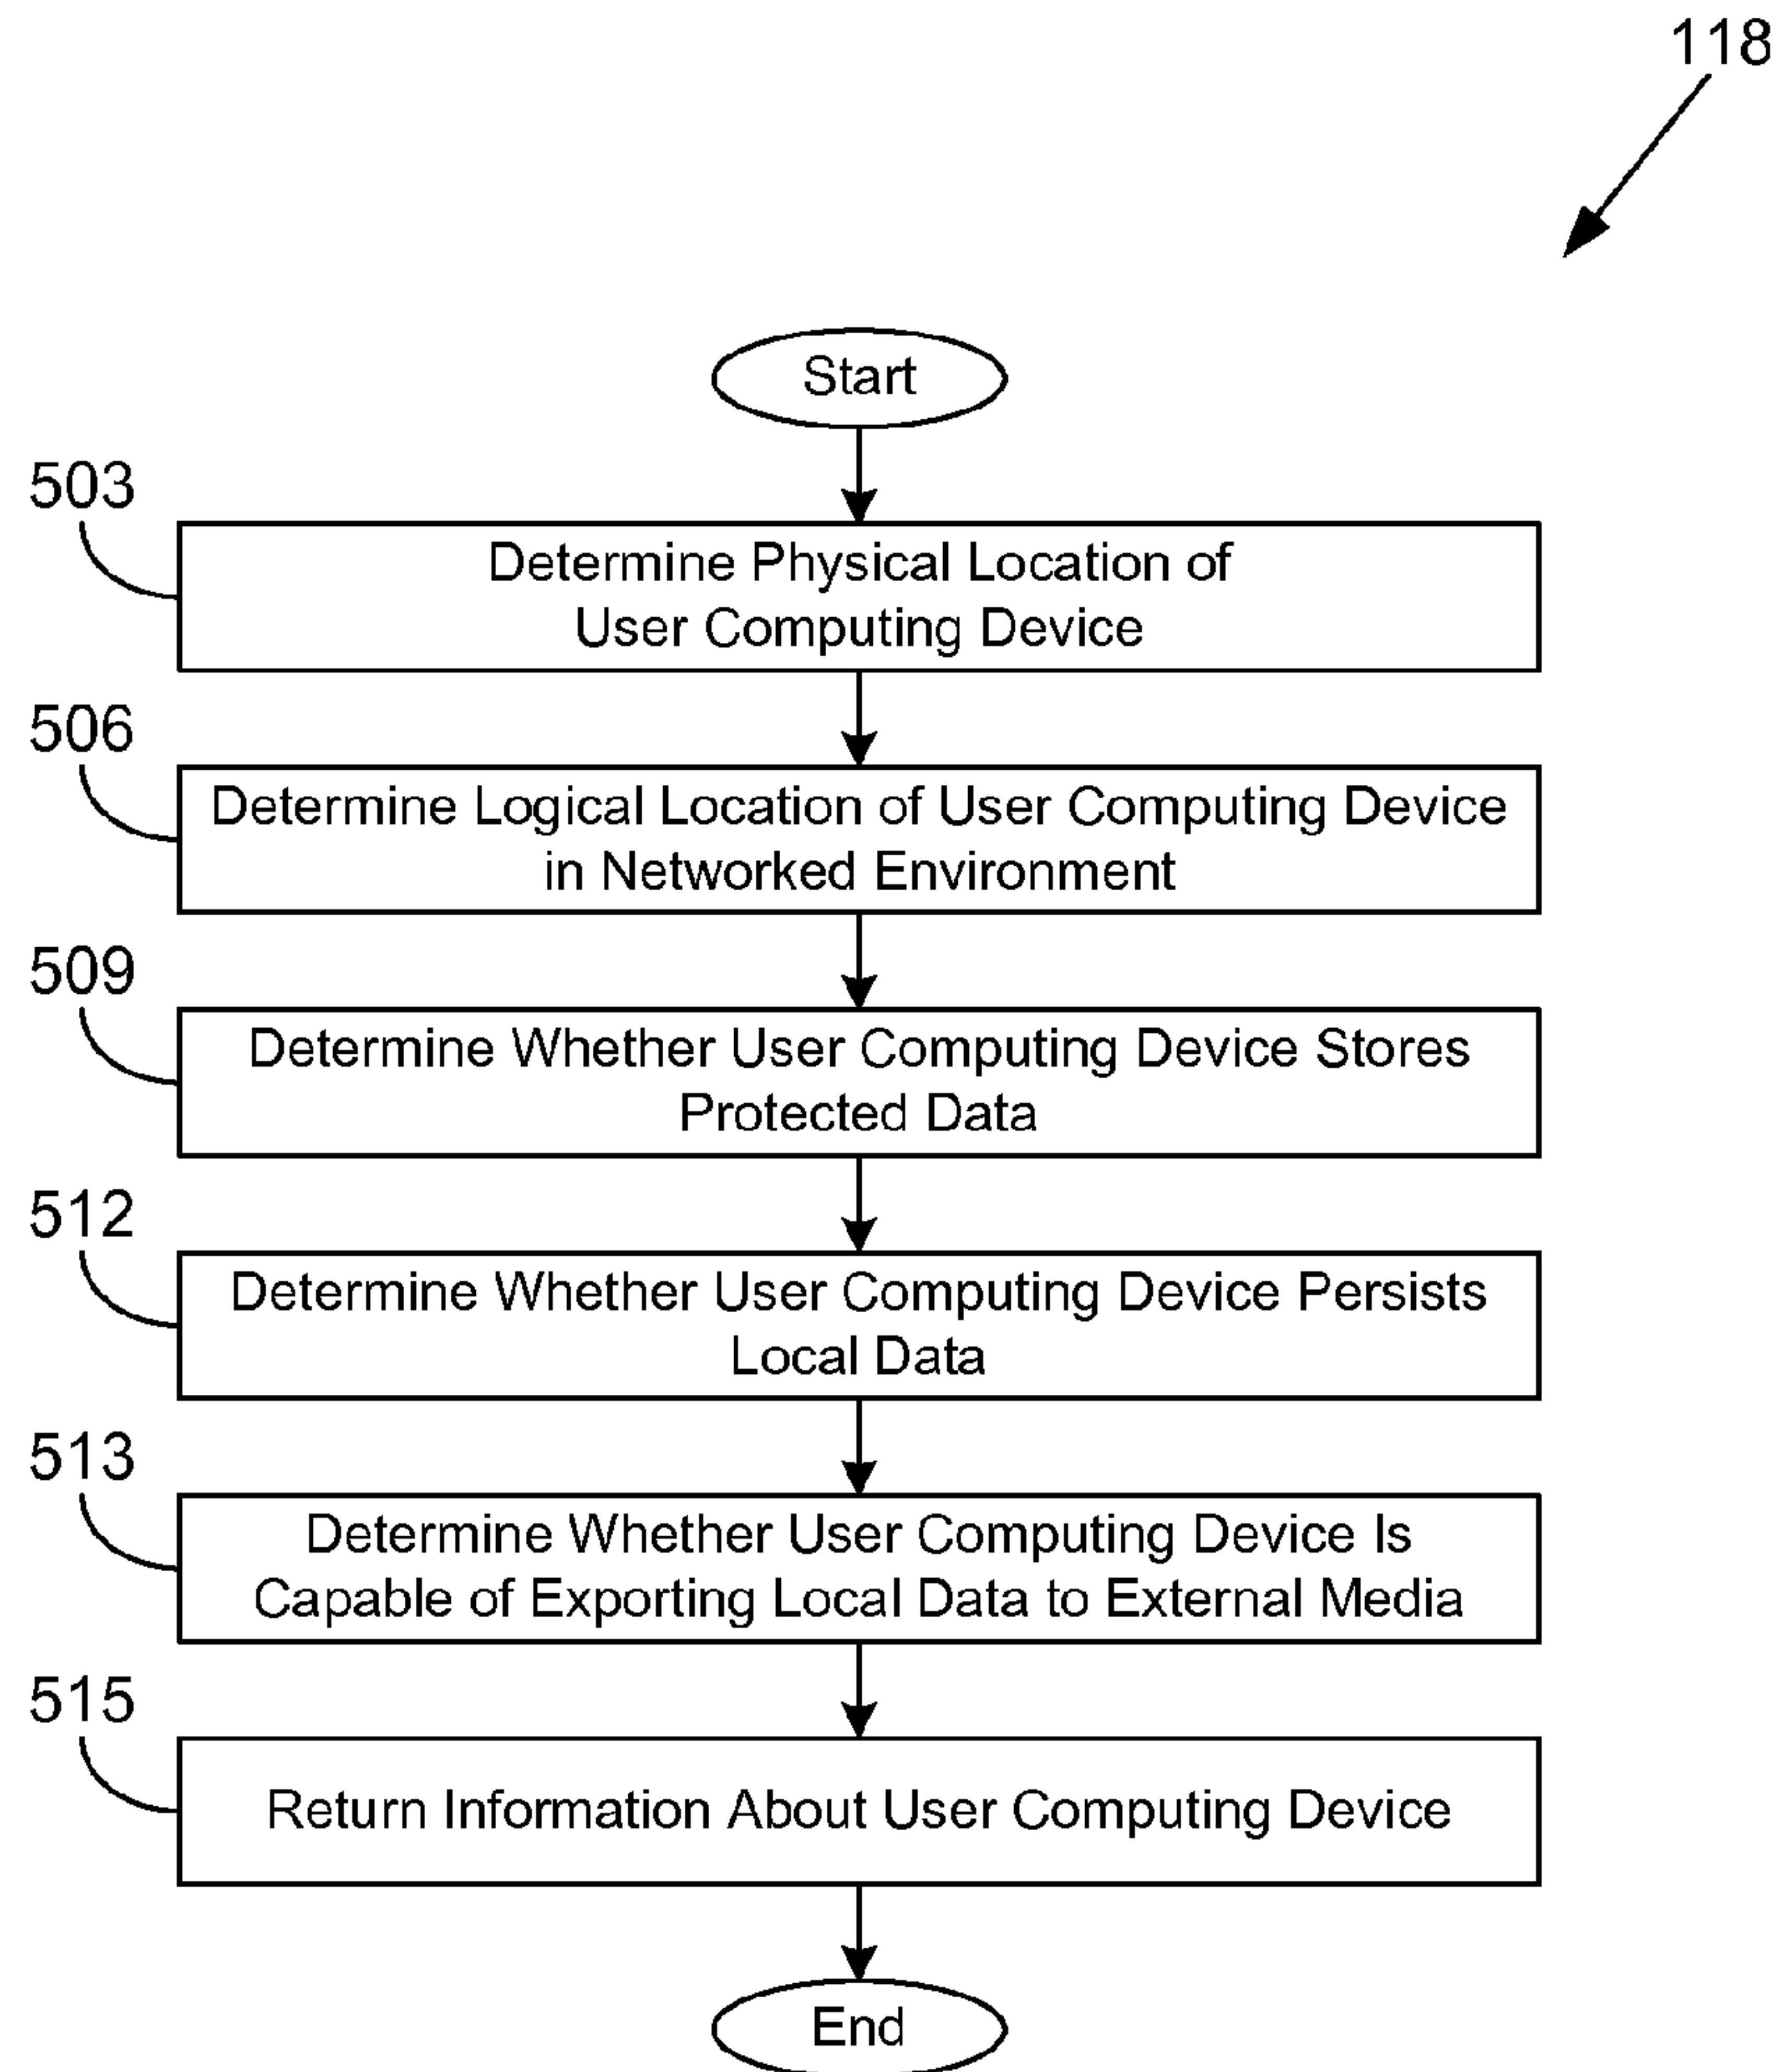 118
Start
503
Determine Physical Location of
User Computing Device
506
Determine Logical Location of User Computing Device
in Networked Environment
509
Determine Whether User Computing Device Stores
Protected Data
512
Determine Whether User Computing Device Persists
Local Data
513
Determine Whether User Computing Device Is
Capable of Exporting Local Data to External Media
515
Return Information About User Computing Device
End